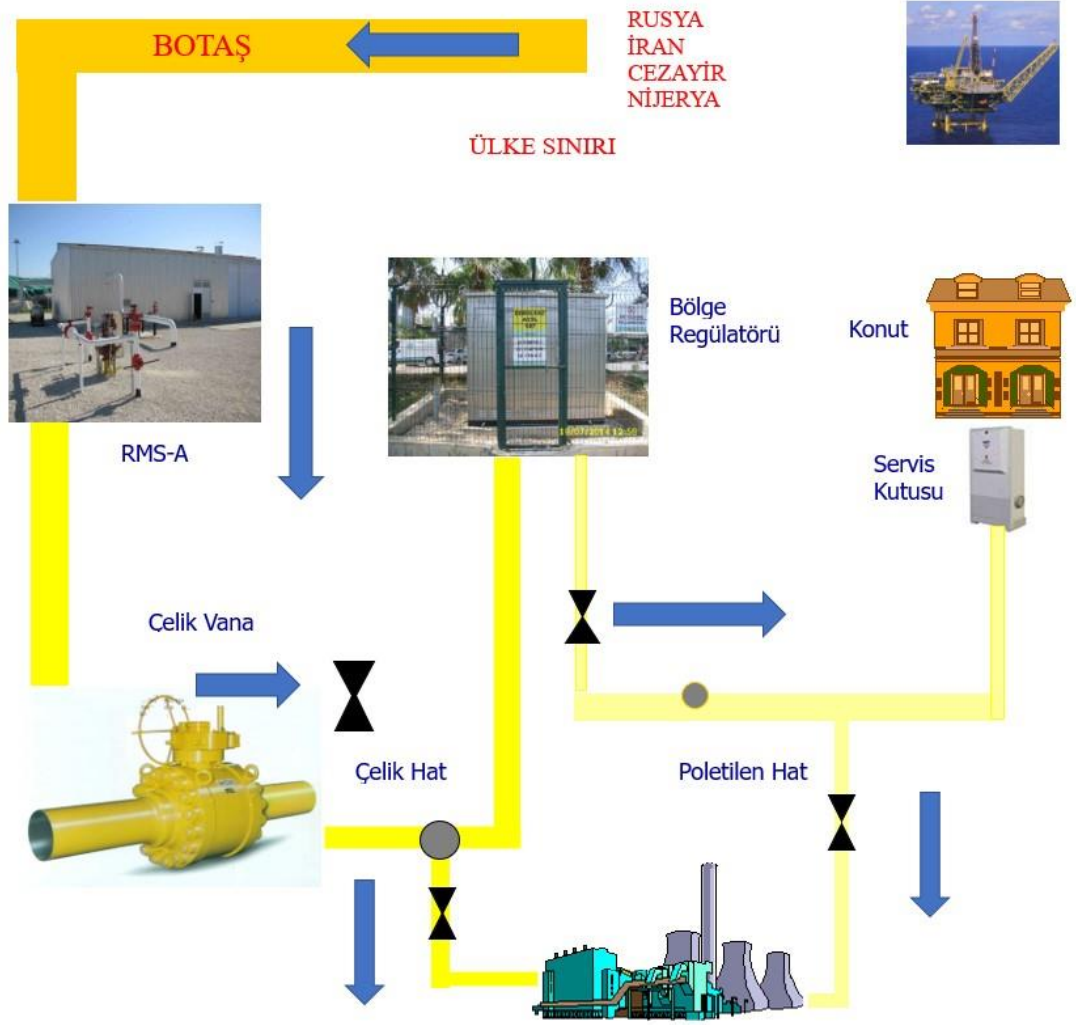 BOTAŞ
RUSYA
İRAN
CEZAYİR
NİJERYA
ÜLKE SINIRI
Bölge
Regülatörü
Konut
RMS-A
Servis
Kutusu
Çelik Vana
Çelik Hat
Poletilen Hat